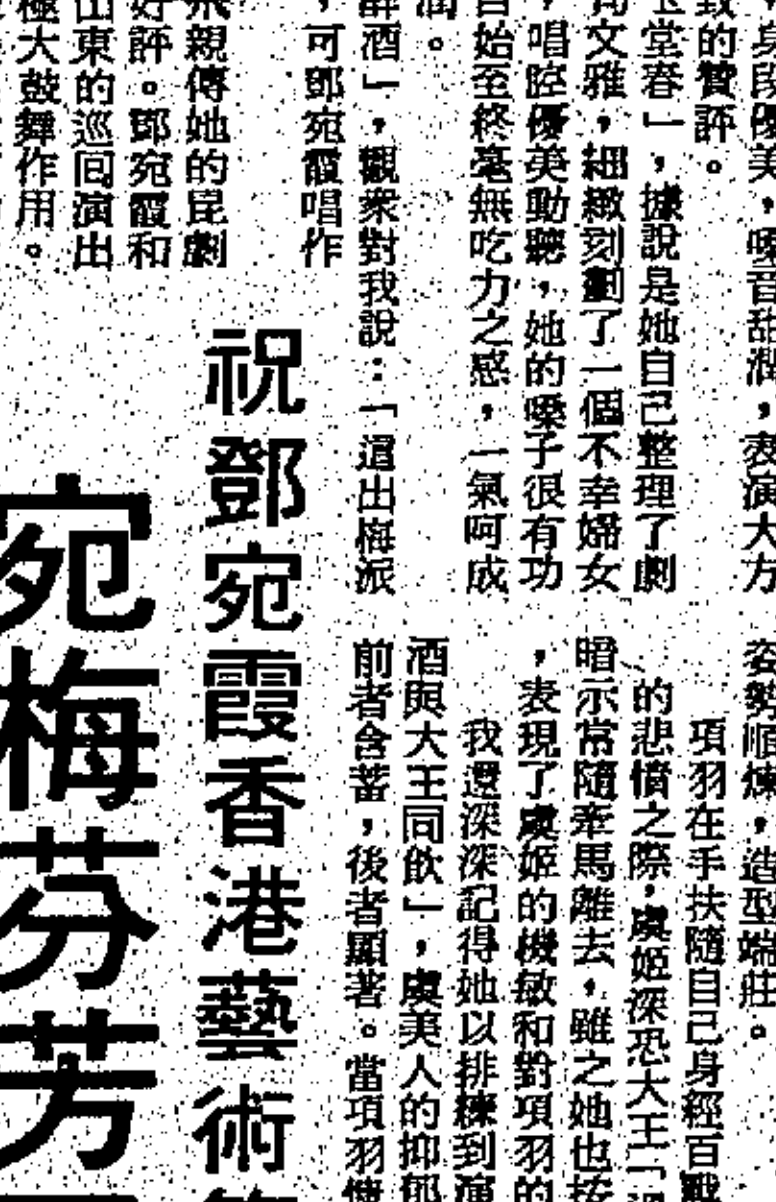 ，身段優美，嗓音甜潤，表演大方
致的贊評。
玉堂春」，據說是她自己整理了劇
文雅，細緻刻劃了一個不幸婦女
，唱腔優美動聽，她的嗓子很有功
自始至終毫無吃力之感，一氣呵成
。
醉酒」，觀衆對我說：「這出梅派
，可鄧宛霞唱作
姿勢順煉，造型端莊。
項羽在手扶隨自己身經百戰
的悲憤之際，虞姬深恐大王「
暗示常隨牽馬離去，雖之她也按
，表現了虞姬的機敏和對項羽的
我還深深記得她以排練到演
酒與大王同飲」，虞美人的抑郁
前者含蓄，後者顯著。當項羽慷
祝鄧宛霞香港藝術
宛梅芬芳
飛親傳她的昆劇
好評。鄧宛霞和
山東的巡回演出
極大鼓舞作用。